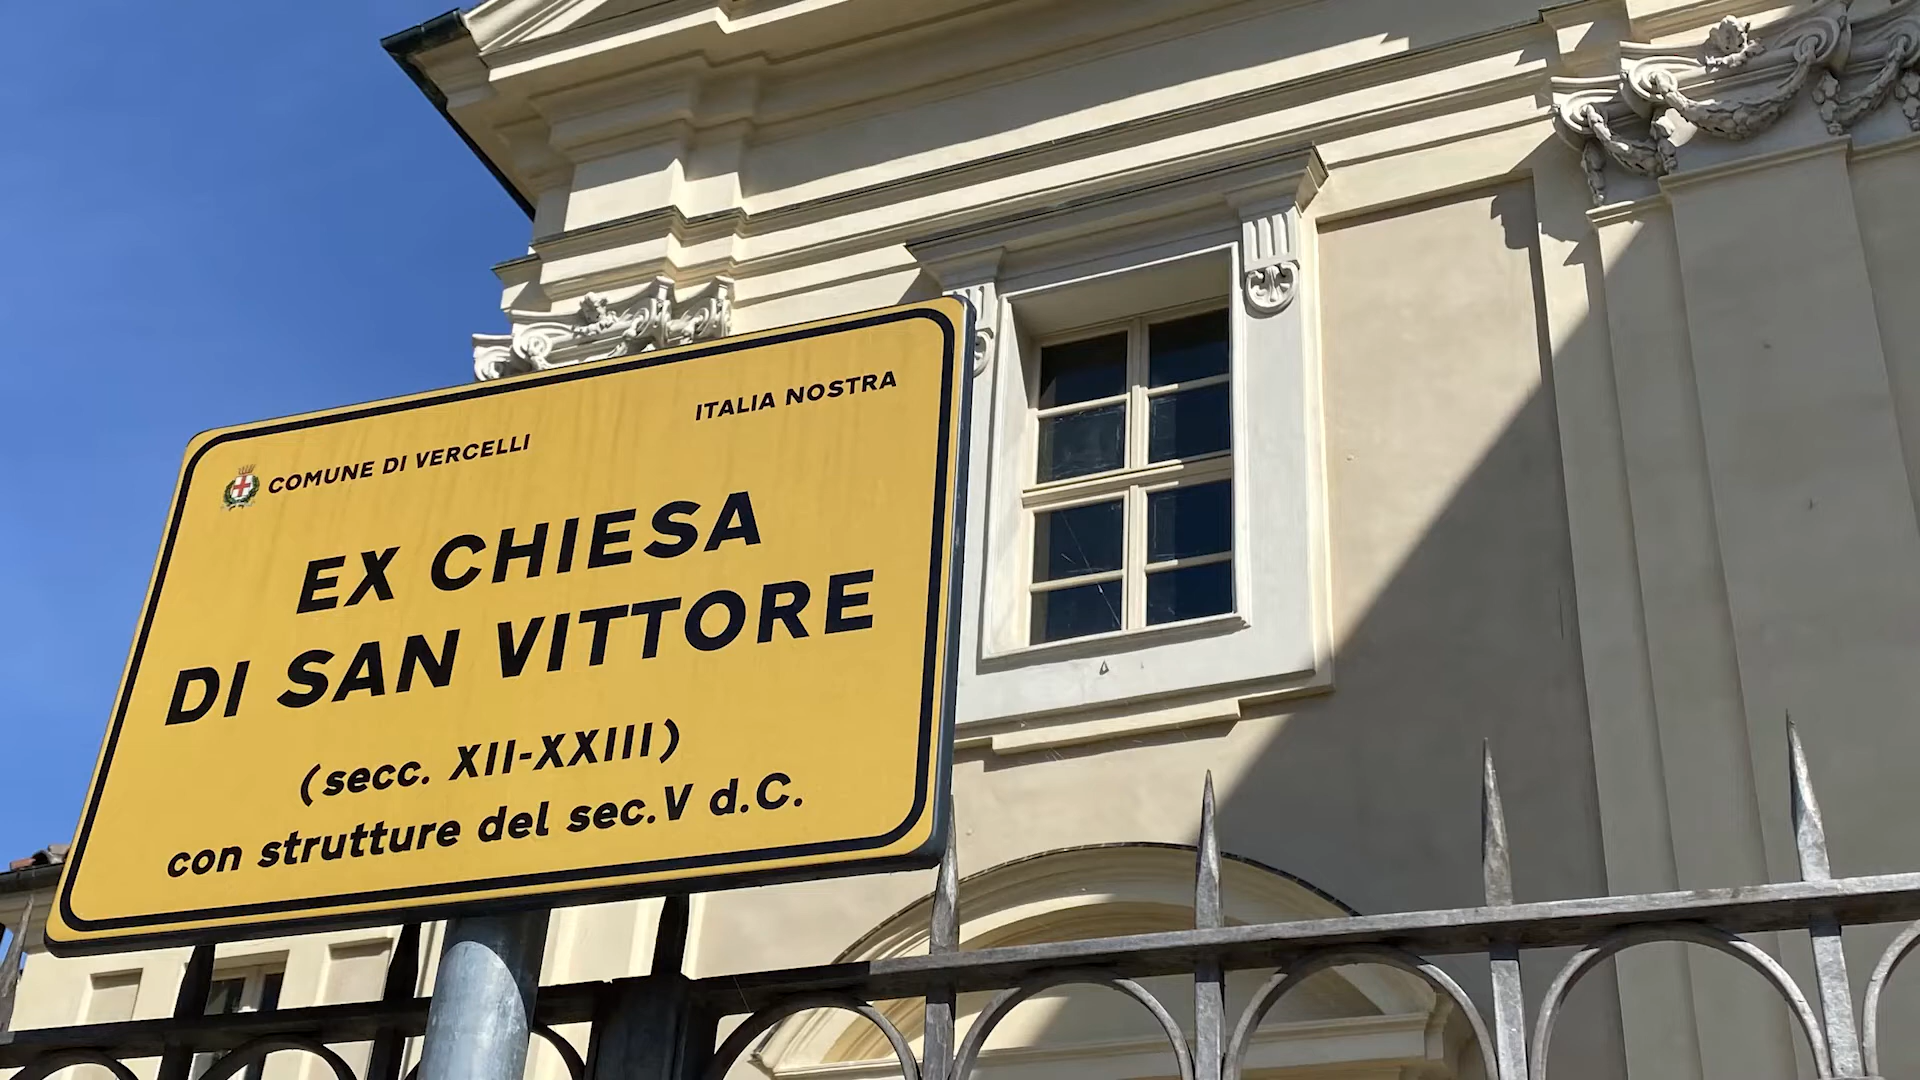 COMUNE DI VERCELLI
ITALIA NOSTRA
EX CHIESA
DI SAN VITTORE
(secc. XII-XXIII)
con strutture del sec.V d.C.